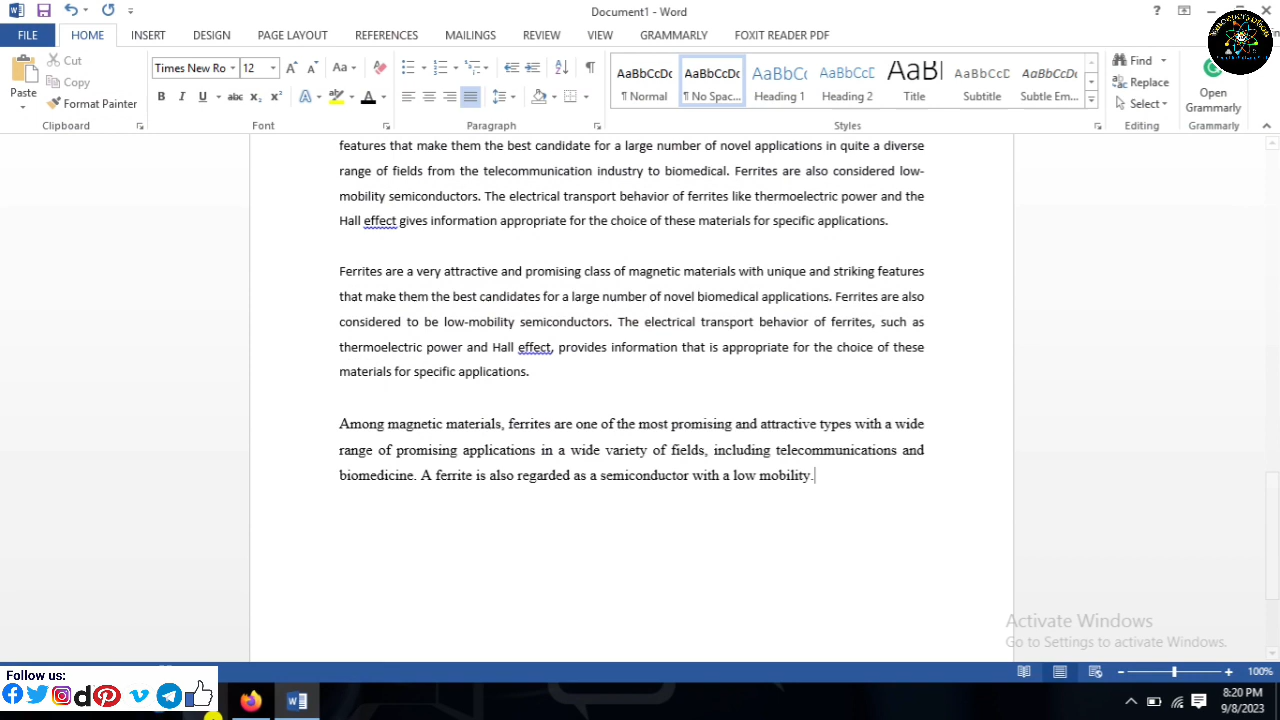 Document1 - Word
?
FILE HOME INSERT DESIGN PAGE LAYOUT REFERENCES MAILINGS REVIEW VIEW GRAMMARLY FOXIT READER PDF
Cut
Copy
Format Painter
Paste
Clipboard
Times New Ro 12
Font
Paragraph
AaBbCcDc AaBbCcDc AaBbCc AaBbCcD AaBI AaBbCcD AaBbCcDc
¶ Normal ¶ No Spac... Heading 1 Heading 2 Title Subtitle Subtle Em...
Styles
Find
Replace
Select
Editing
Open
Grammarly
Grammarly
features that make them the best candidate for a large number of novel applications in quite a diverse
range of fields from the telecommunication industry to biomedical. Ferrites are also considered low-
mobility semiconductors. The electrical transport behavior of ferrites like thermoelectric power and the
Hall effect gives information appropriate for the choice of these materials for specific applications.
Ferrites are a very attractive and promising class of magnetic materials with unique and striking features
that make them the best candidates for a large number of novel biomedical applications. Ferrites are also
considered to be low-mobility semiconductors. The electrical transport behavior of ferrites, such as
thermoelectric power and Hall effect, provides information that is appropriate for the choice of these
materials for specific applications.
Among magnetic materials, ferrites are one of the most promising and attractive types with a wide
range of promising applications in a wide variety of fields, including telecommunications and
biomedicine. A ferrite is also regarded as a semiconductor with a low mobility.
Activate Windows
Go to Settings to activate Windows.
100%
Follow us:
8:20 PM
9/8/2023